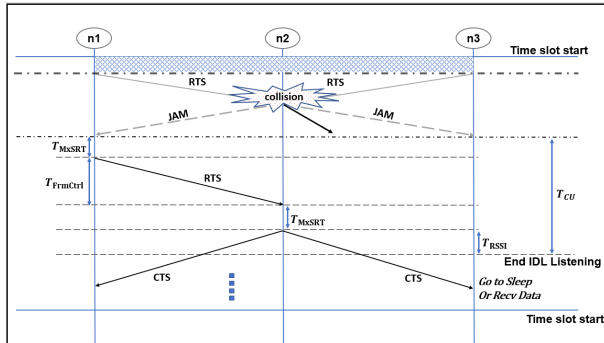 n1 n2 n3
Time slot start
RTS RTS
collision
JAM JAM
TMxSRT
RTS
TFrmCtrl
TCU
TMxSRT
TRSSI
End IDL Listening
CTS CTS
Go to Sleep
Or Recv Data
Time slot start